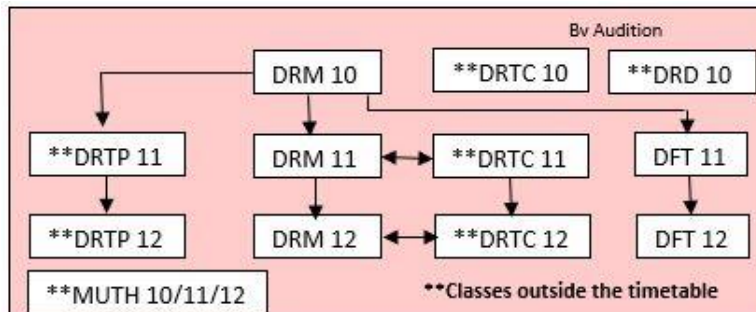 Bv Audition
DRM 10
**DRTC 10
**DRD 10
**DRTP 11
DRM 11
**DRTC 11
DFT 11
**DRTP 12
DRM 12
**DRTC 12
DFT 12
**MUTH 10/11/12
**Classes outside the timetable